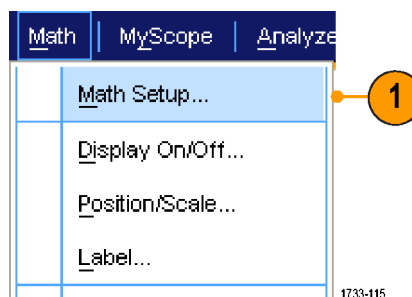 Math | MyScope | Analyze
Math Setup...
1
Display On/Off...
Position/Scale...
Label...
1733-115